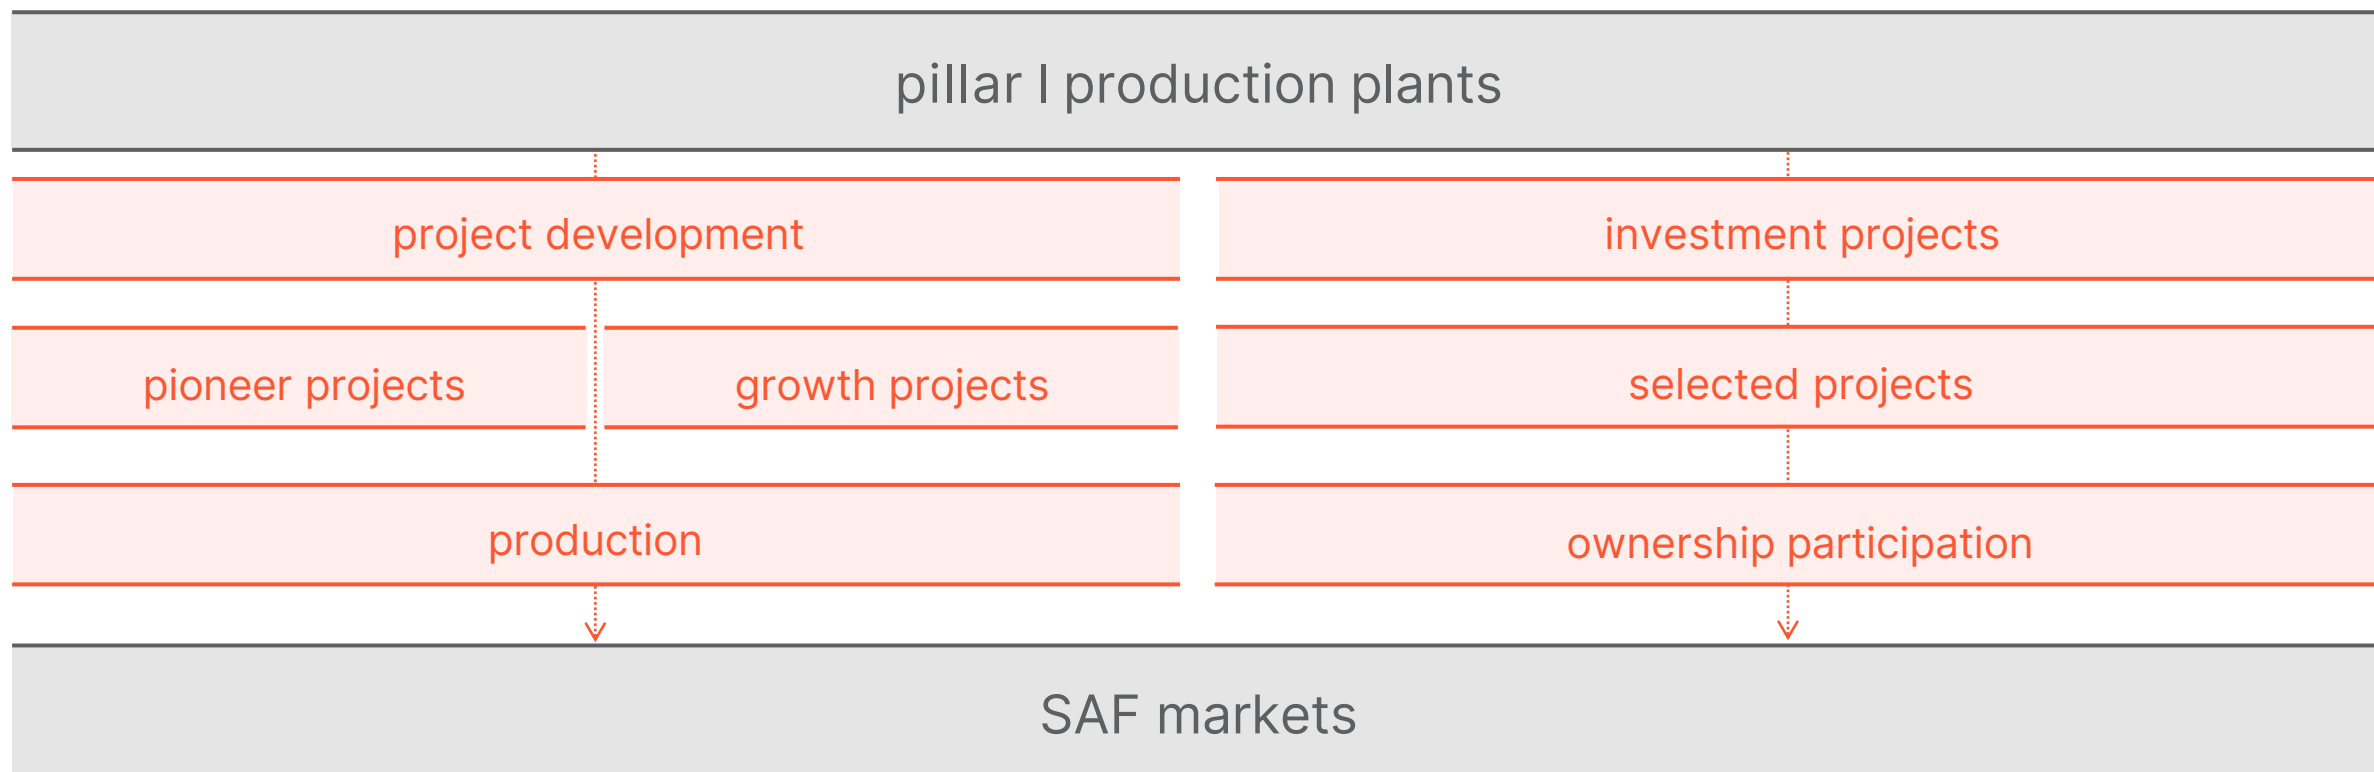 pillar I production plants
project development
investment projects
pioneer projects
growth projects
selected projects
production
ownership participation
SAF markets